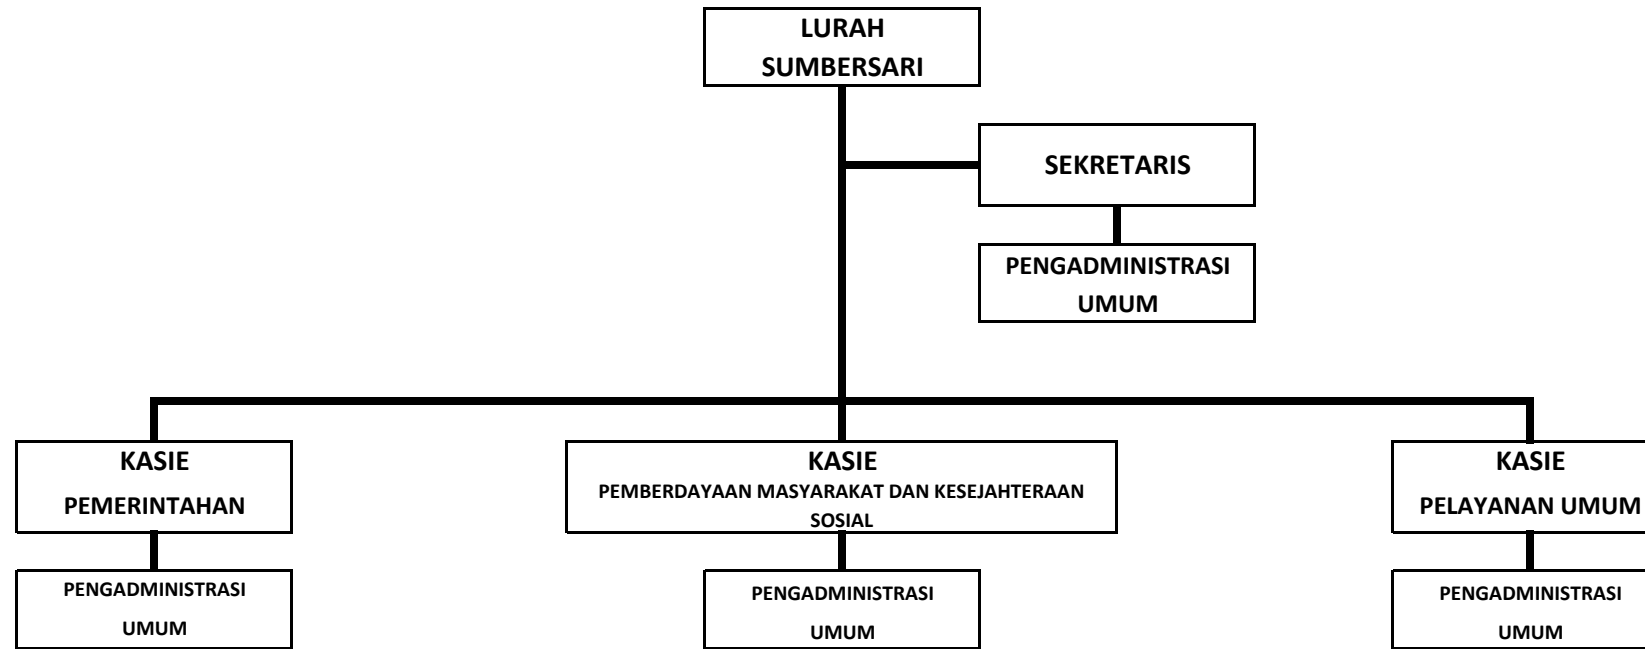 LURAH
SUMBERSARI
SEKRETARIS
PENGADMINISTRASI
UMUM
KASIE
PEMERINTAHAN
KASIE
PEMBERDAYAAN MASYARAKAT DAN KESEJAHTERAAN
SOSIAL
KASIE
PELAYANAN UMUM
PENGADMINISTRASI
UMUM
PENGADMINISTRASI
UMUM
PENGADMINISTRASI
UMUM